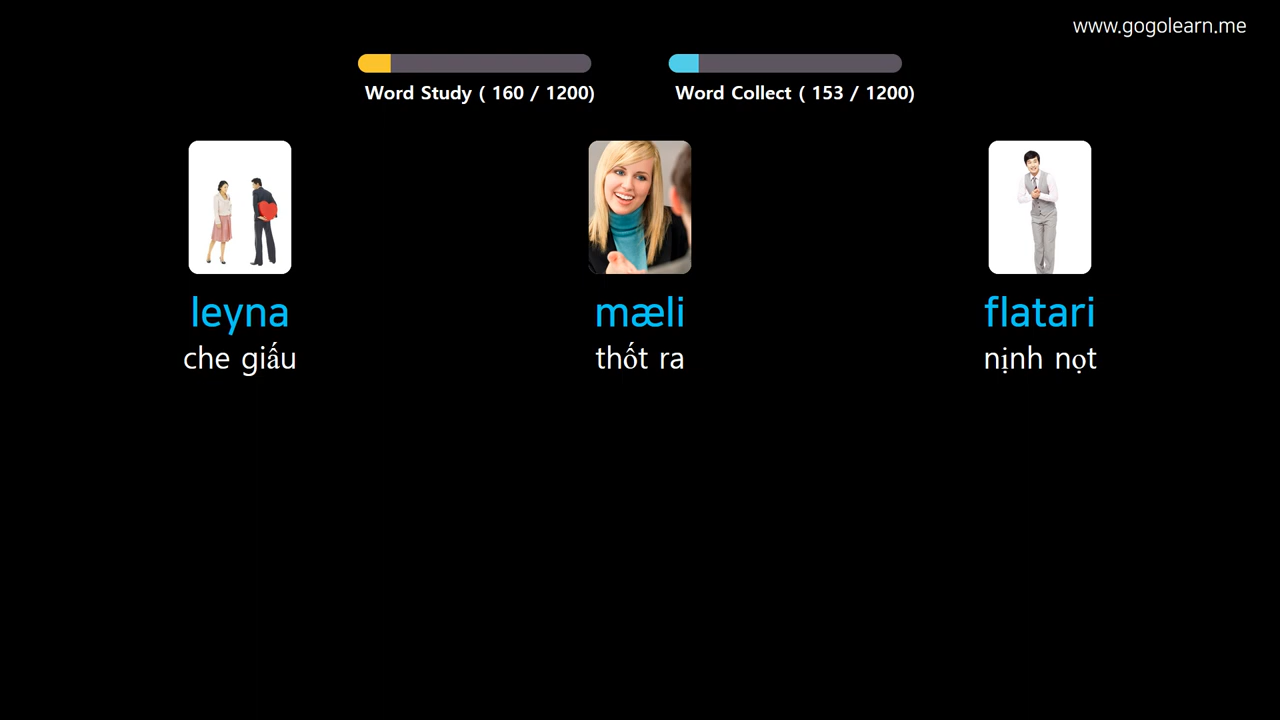 www.gogolearn.me
Word Study ( 160 / 1200)
Word Collect ( 153 / 1200)
leyna
mæli
flatari
che giấu
thốt ra
nịnh nọt